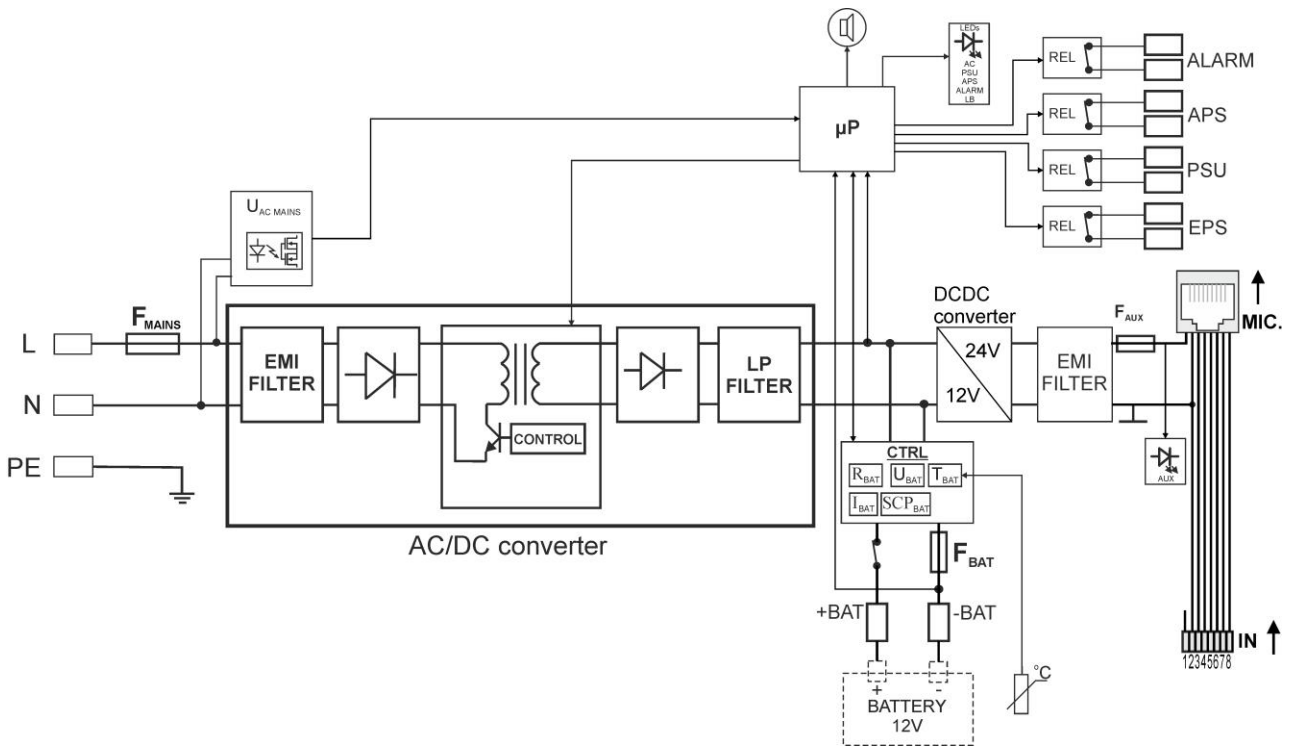 LEDs
AC
PSU
APS
ALARM
LB
REL
ALARM
µP
REL
APS
REL
PSU
REL
EPS
U AC MAINS
F MAINS
L
N
PE
EMI
FILTER
CONTROL
LP
FILTER
AC/DC converter
DCDC
converter
24V
12V
EMI
FILTER
F AUX
MIC.
AUX
CTRL
R BAT
U BAT
T BAT
I BAT
SCP BAT
F BAT
+BAT
-BAT
+
-
BATTERY
12V
°C
IN
12345678